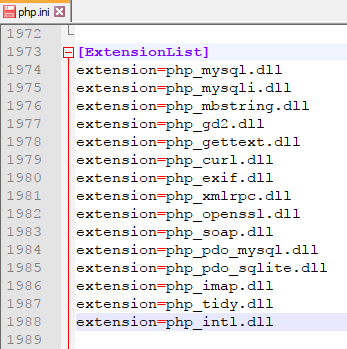 php.ini
1972
1973 [ExtensionList]
1974 extension=php_mysql.dll
1975 extension=php_mysqli.dll
1976 extension=php_mbstring.dll
1977 extension=php_gd2.dll
1978 extension=php_gettext.dll
1979 extension=php_curl.dll
1980 extension=php_exif.dll
1981 extension=php_xmlrpc.dll
1982 extension=php_openssl.dll
1983 extension=php_soap.dll
1984 extension=php_pdo_mysql.dll
1985 extension=php_pdo_sqlite.dll
1986 extension=php_imap.dll
1987 extension=php_tidy.dll
1988 extension=php_intl.dll
1989